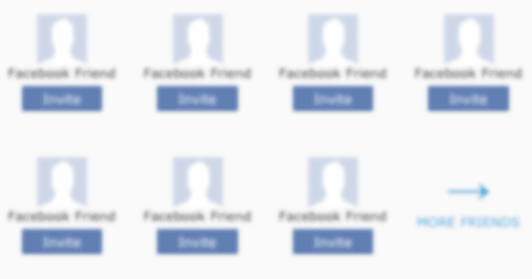 Facebook Friend Facebook Friend Facebook Friend Facebook Friend
Invite Invite Invite Invite
Facebook Friend Facebook Friend Facebook Friend
Invite Invite Invite
MORE FRIENDS